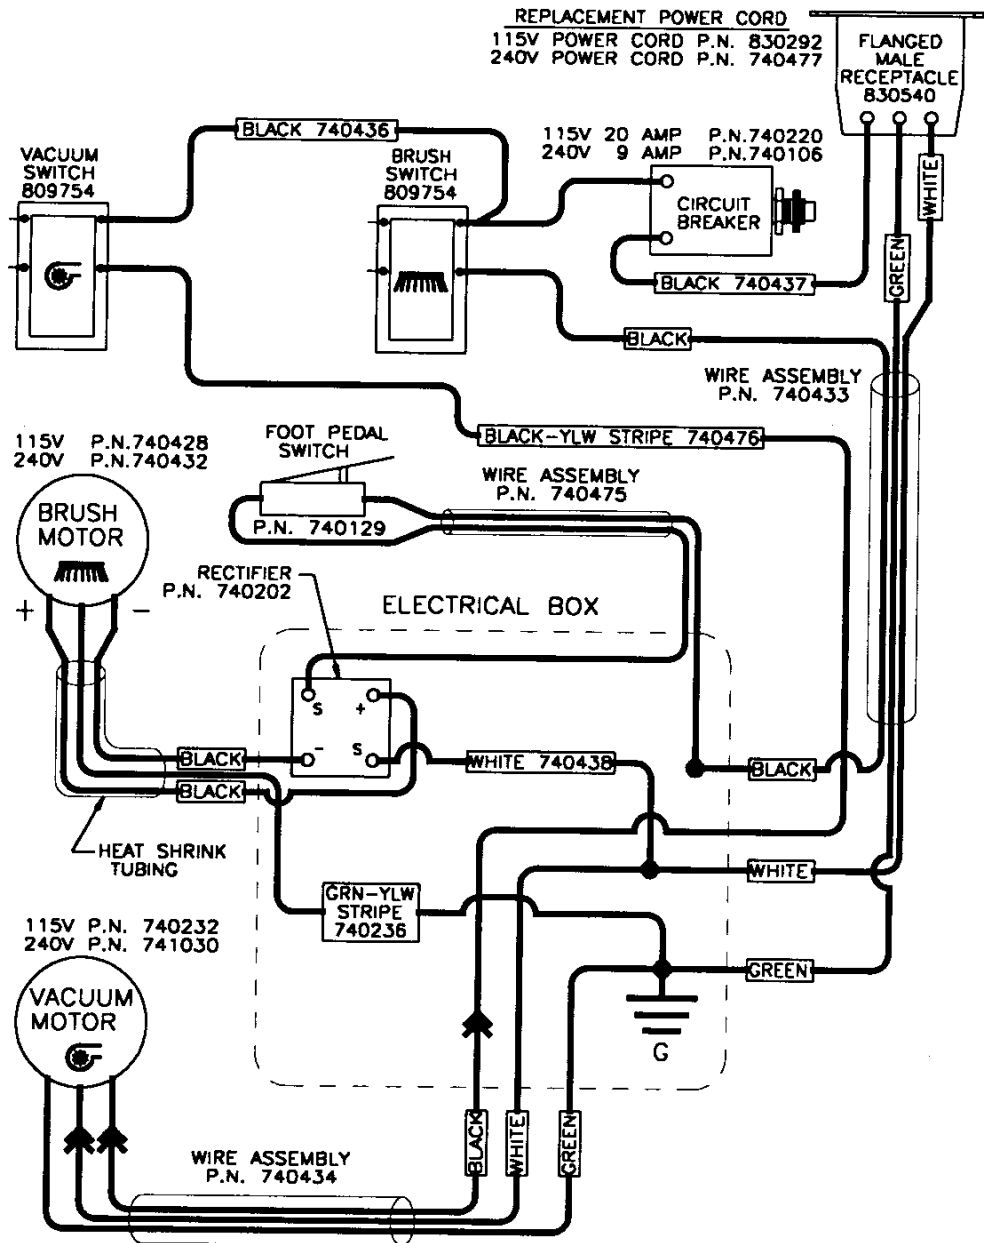 REPLACEMENT POWER CORD
115V POWER CORD P.N. 830292
240V POWER CORD P.N. 740477
FLANGED
MALE
RECEPTACLE
830540
BLACK 740436
115V 20 AMP P.N.740220
240V 9 AMP P.N.740106
VACUUM
SWITCH
809754
BRUSH
SWITCH
809754
CIRCUIT
BREAKER
WHITE
GREEN
BLACK 740437
BLACK
WIRE ASSEMBLY
P.N. 740433
BLACK-YLW STRIPE 740476
115V P.N.740428
240V P.N.740432
FOOT PEDAL
SWITCH
WIRE ASSEMBLY
P.N. 740475
BRUSH
MOTOR
P.N. 740129
RECTIFIER
P.N. 740202
+ -
ELECTRICAL BOX
S +
- S
BLACK
WHITE 740438
BLACK
BLACK
HEAT SHRINK
TUBING
WHITE
GRN-YLW
STRIPE
740236
115V P.N. 740232
240V P.N. 741030
GREEN
VACUUM
MOTOR
G
BLACK
WHITE
GREEN
WIRE ASSEMBLY
P.N. 740434